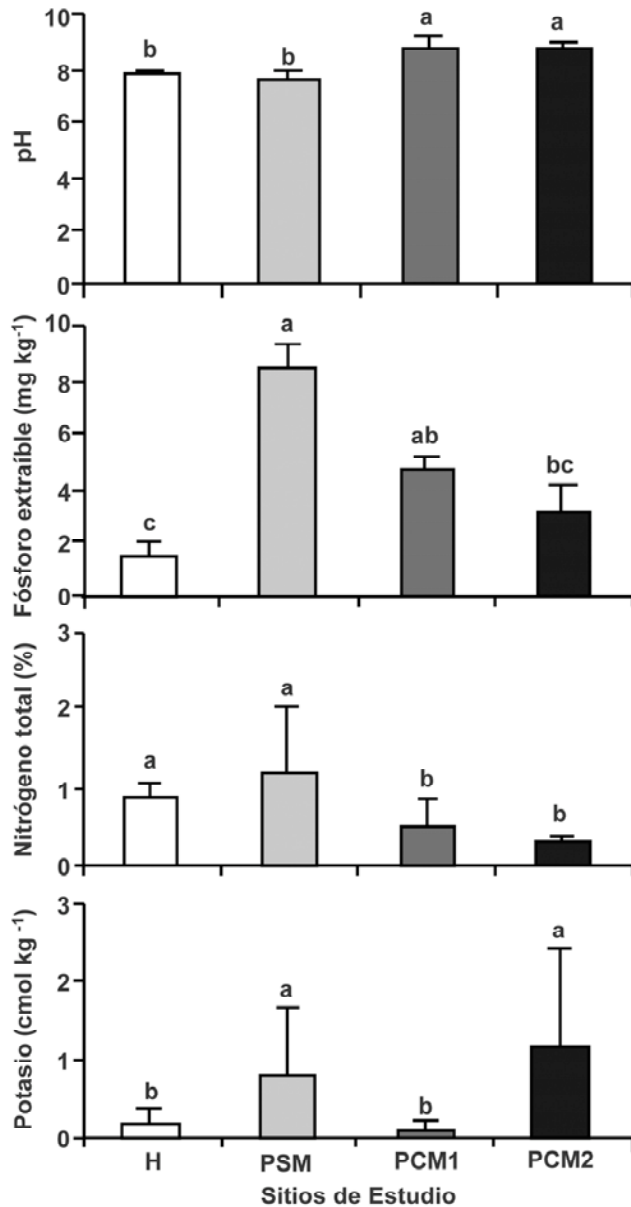 pH
10
8
6
4
2
0
b
b
a
a
Fósforo extraíble (mg kg-1)
10
8
6
4
2
0
c
a
ab
bc
Nitrógeno total (%)
3
2
1
0
a
a
b
b
Potasio (cmol kg -1)
3
2
1
0
b
a
b
a
H PSM PCM1 PCM2
Sitios de Estudio